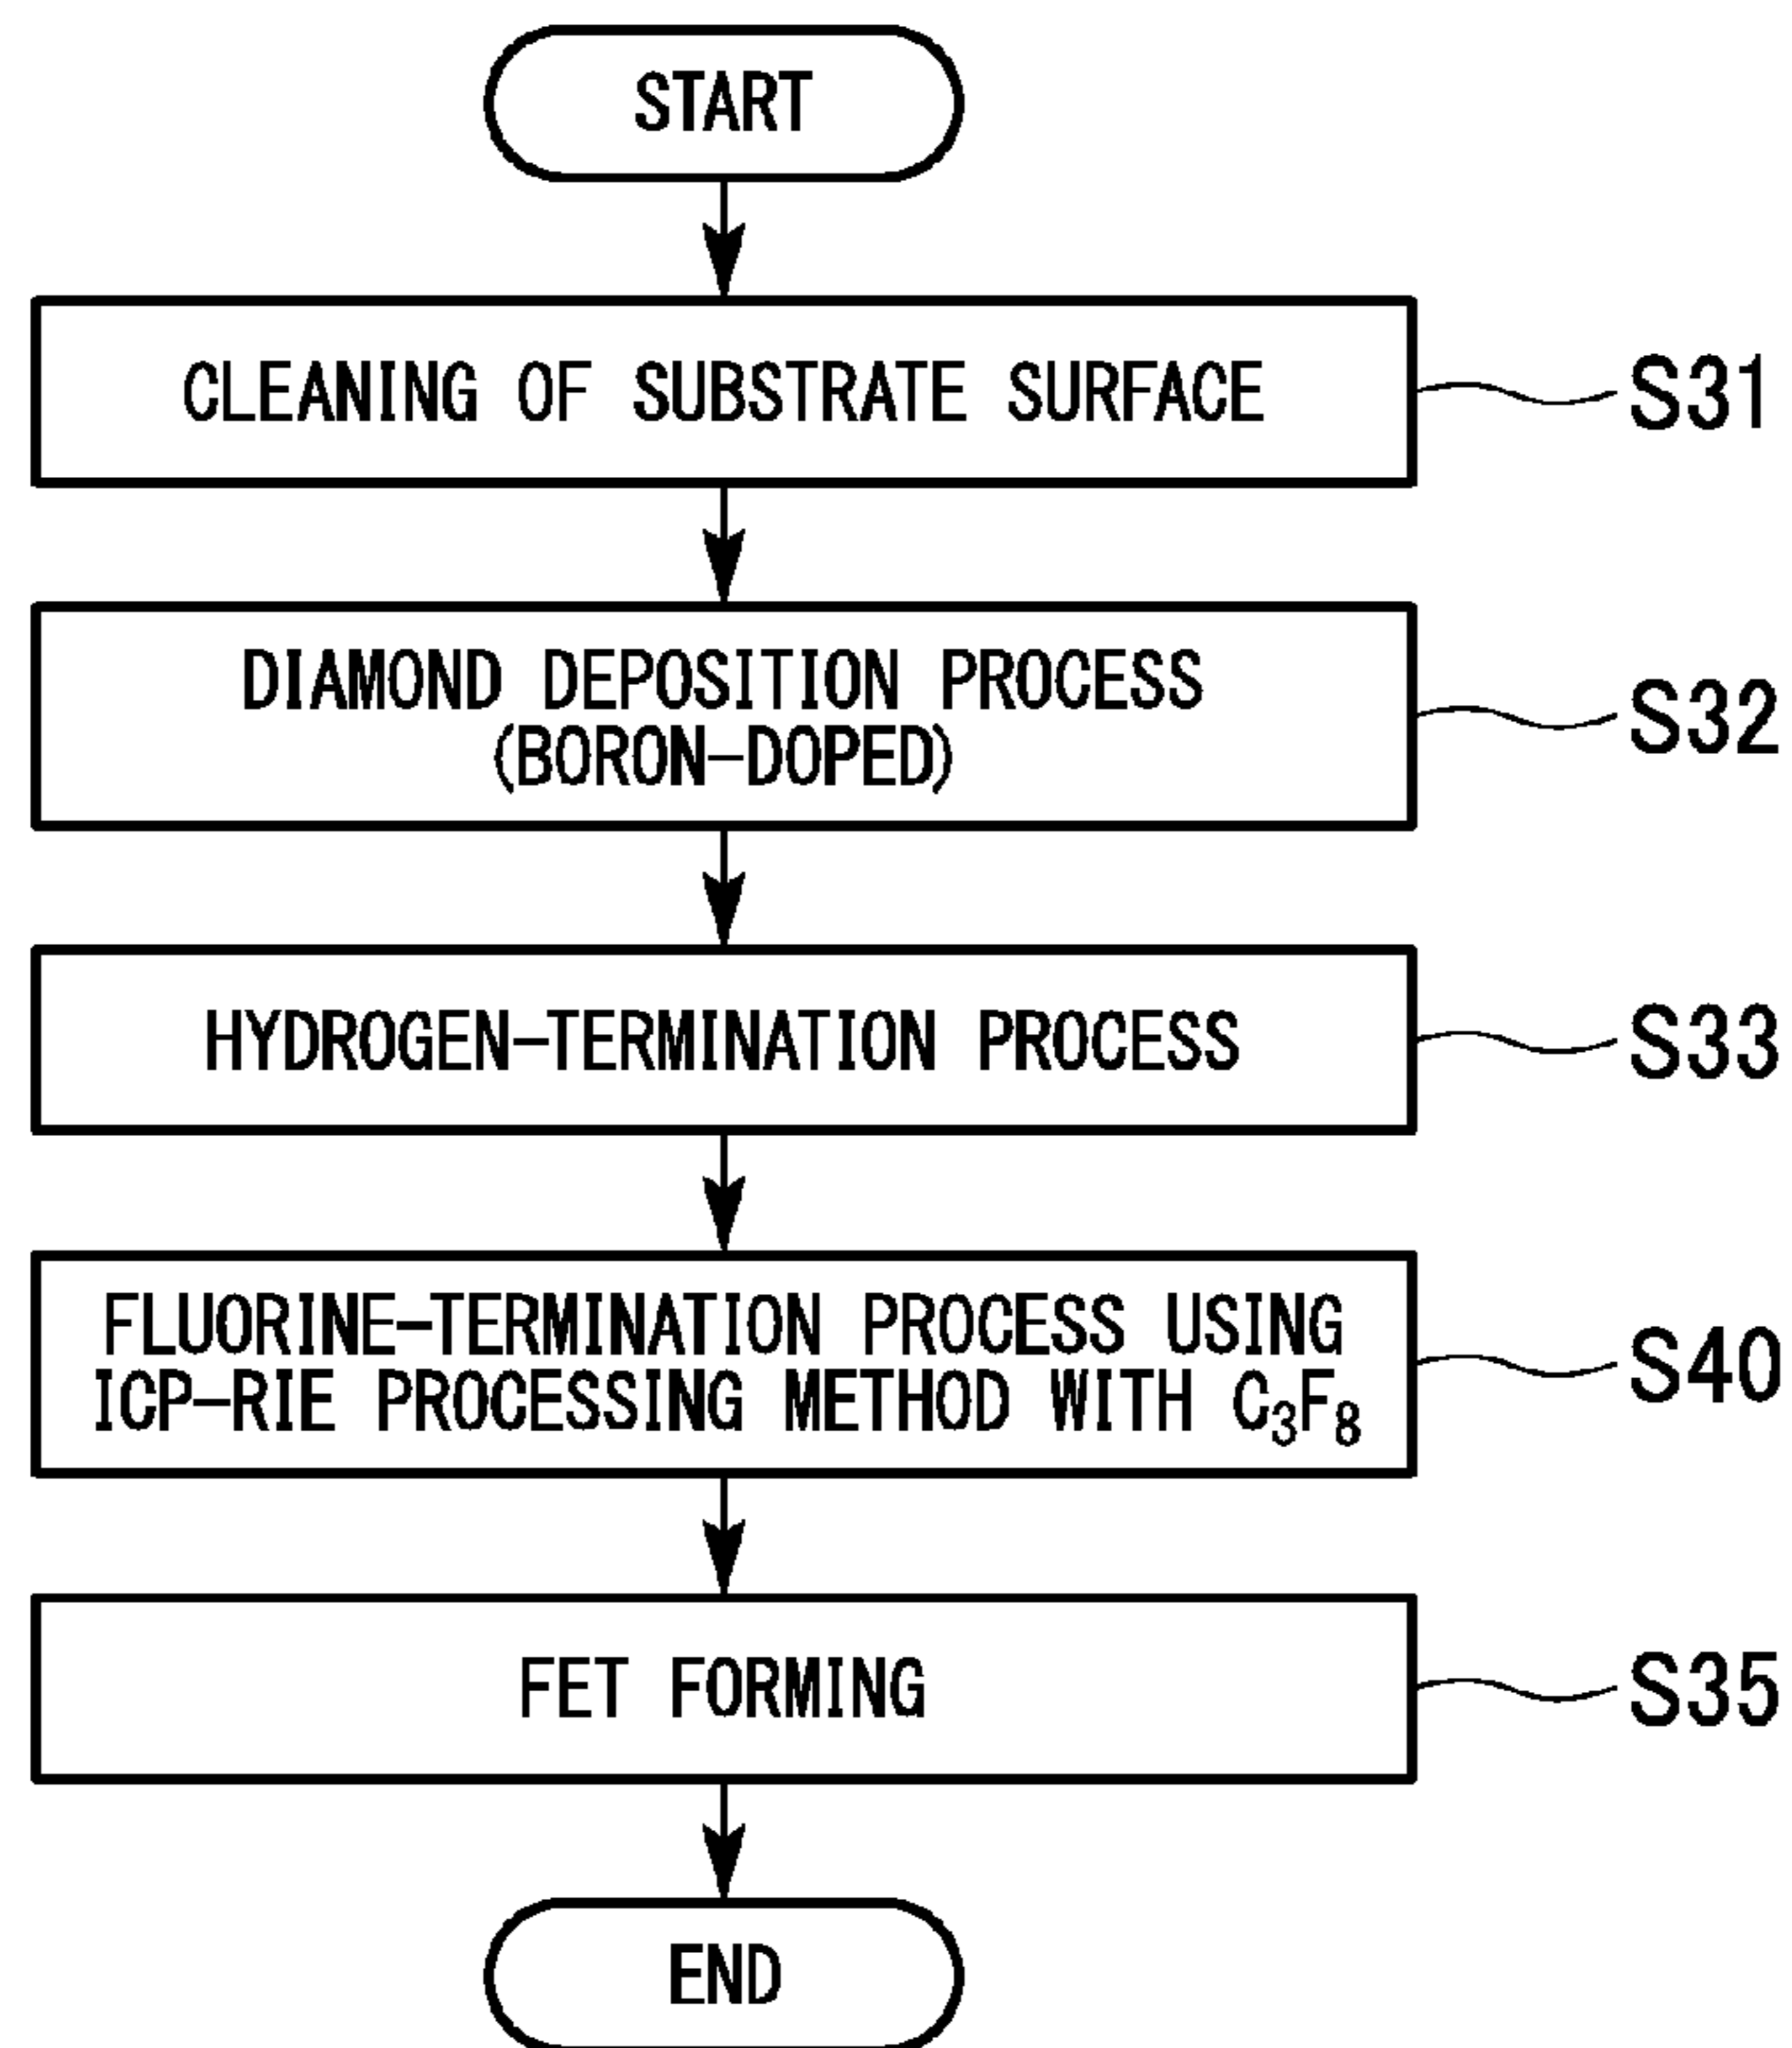 START
CLEANING OF SUBSTRATE SURFACE
S31
DIAMOND DEPOSITION PROCESS
(BORON-DOPED)
S32
HYDROGEN-TERMINATION PROCESS
S33
FLUORINE-TERMINATION PROCESS USING
ICP-RIE PROCESSING METHOD WITH C₃F₈
S40
FET FORMING
S35
END